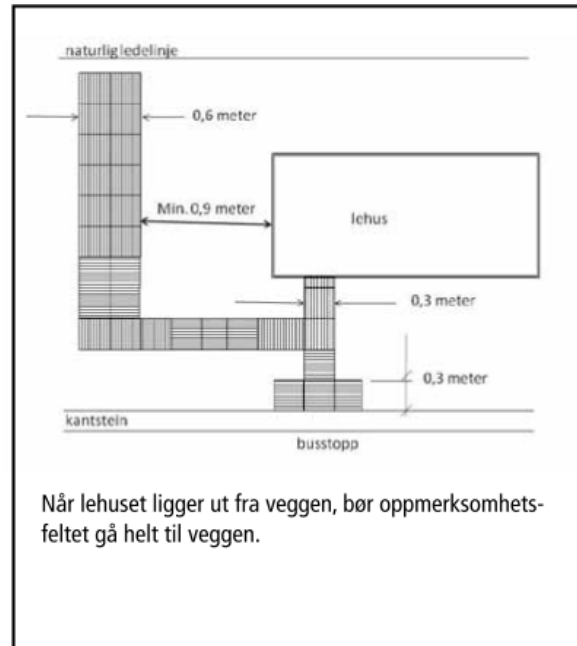 naturlig ledelinje
0,6 meter
Min. 0,9 meter
lehus
0,3 meter
0,3 meter
kantstein
busstopp
Når lehuset ligger ut fra veggen, bør oppmerksomhets-
feltet gå helt til veggen.